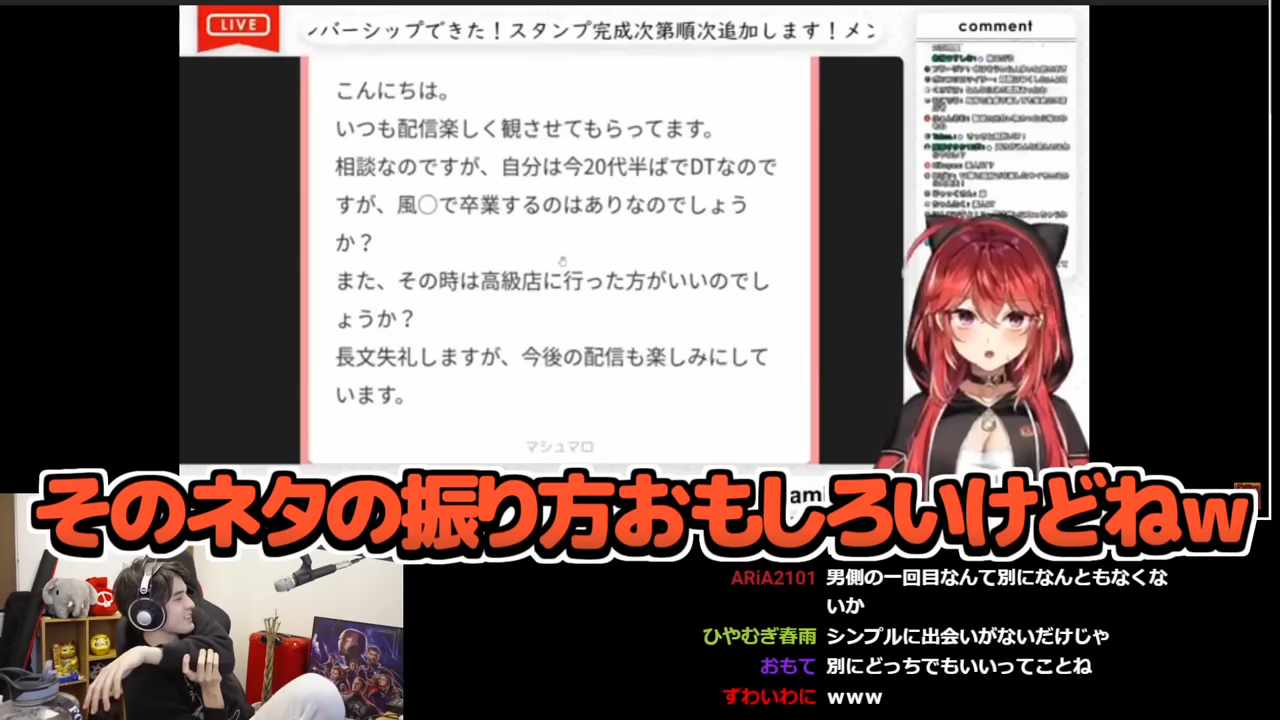 LIVE
バーシップできた！スタンプ完成次第順次追加します！メン
comment
こんにちは。
いつも配信楽しく観させてもらってます。
相談なのですが、自分は今20代半ばでDTなので
すが、風〇で卒業するのはありなのでしょう
か？
また、その時は高級店に行った方がいいのでし
ょうか？
長文失礼しますが、今後の配信も楽しみにして
います。
マシュマロ
am
そのネタの振り方おもしろいけどねw
ARiA2101 男側の一回目なんて別になんともなくな
いか
ひやむぎ春雨 シンプルに出会いがないだけじゃ
おもて 別にどっちでもいいってことね
ずわいわに www